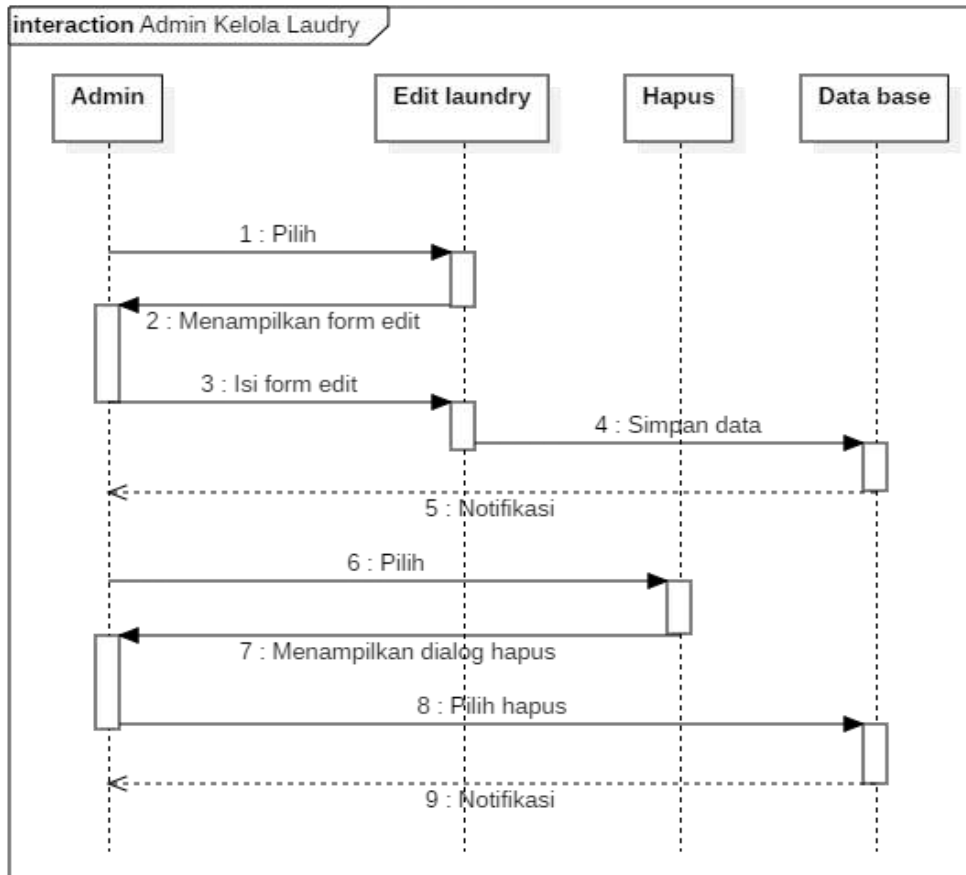 interaction Admin Kelola Laudry
Admin
Edit laundry
Hapus
Data base
1 : Pilih
2 : Menampilkan form edit
3 : Isi form edit
4 : Simpan data
5 : Notifikasi
6 : Pilih
7 : Menampilkan dialog hapus
8 : Pilih hapus
9 : Notifikasi